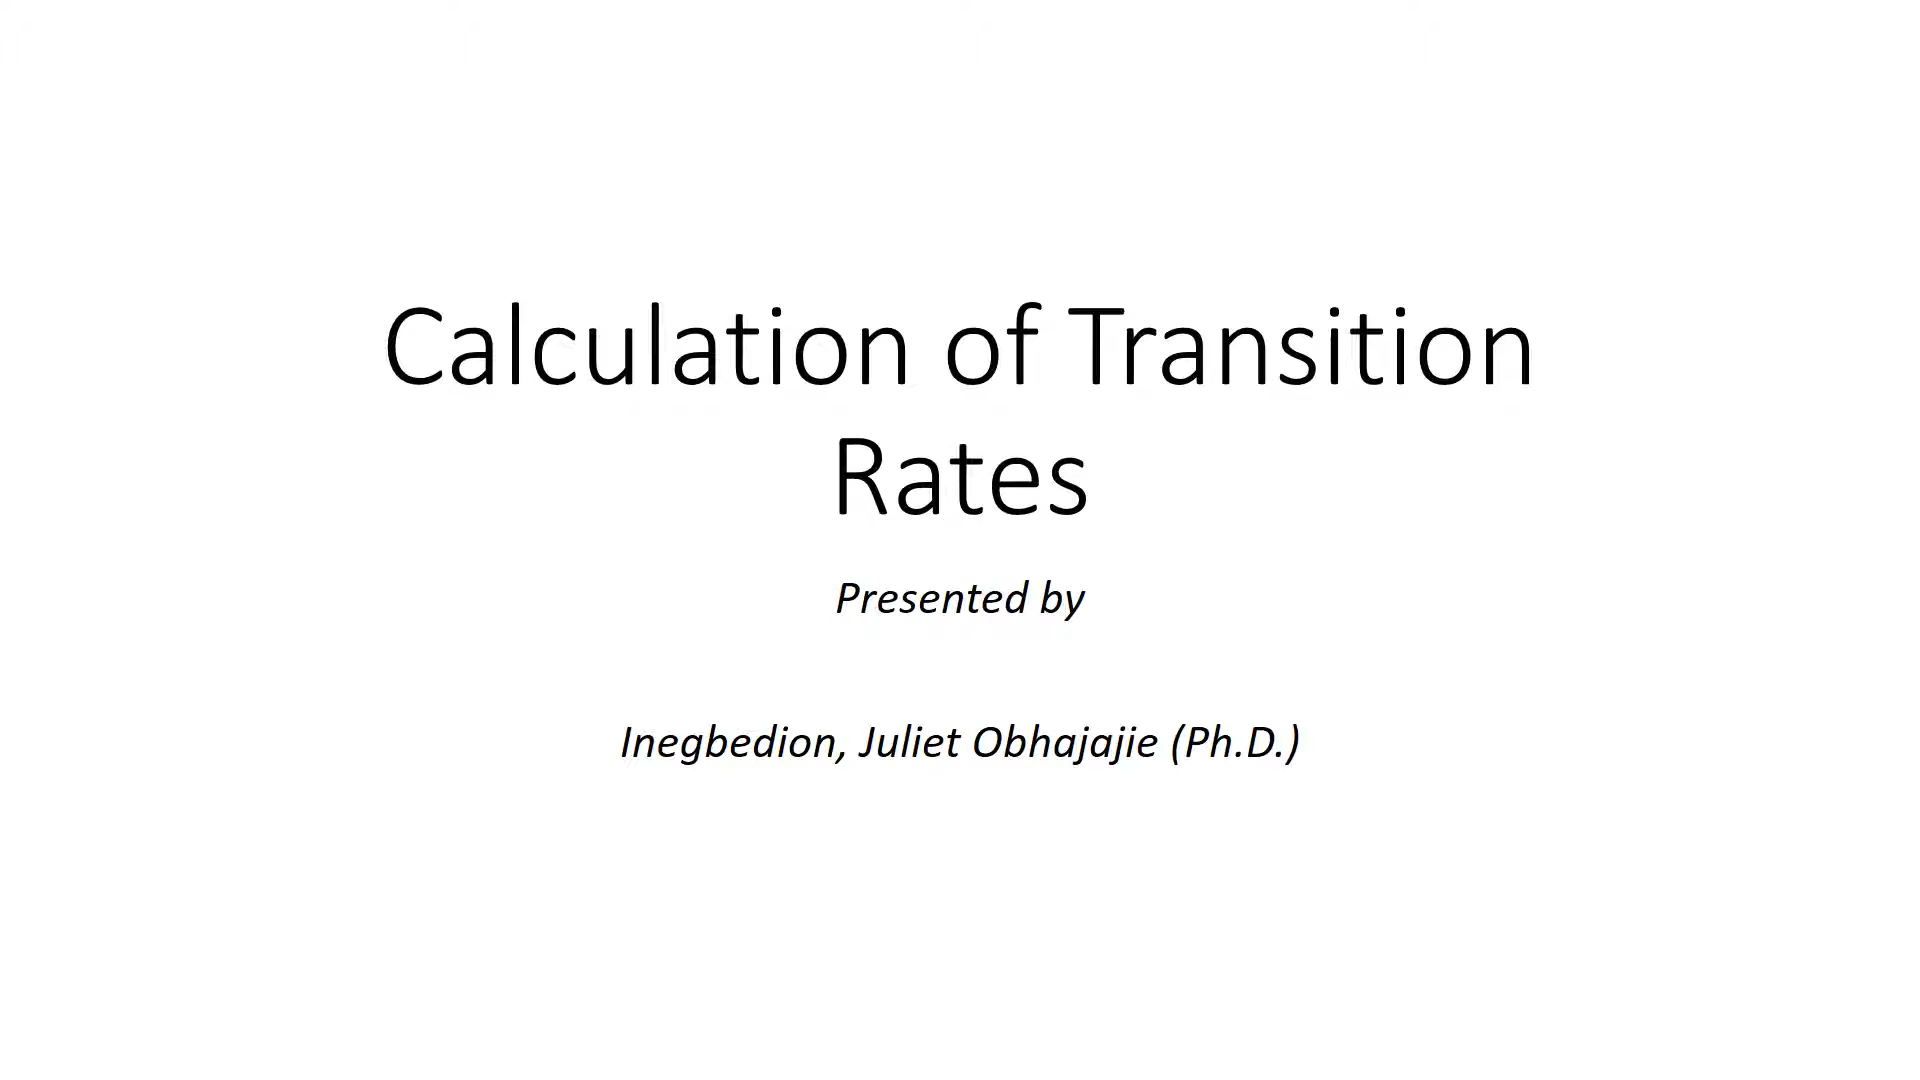 Calculation of Transition
Rates
Presented by
Inegbedion, Juliet Obhajajie (Ph.D.)